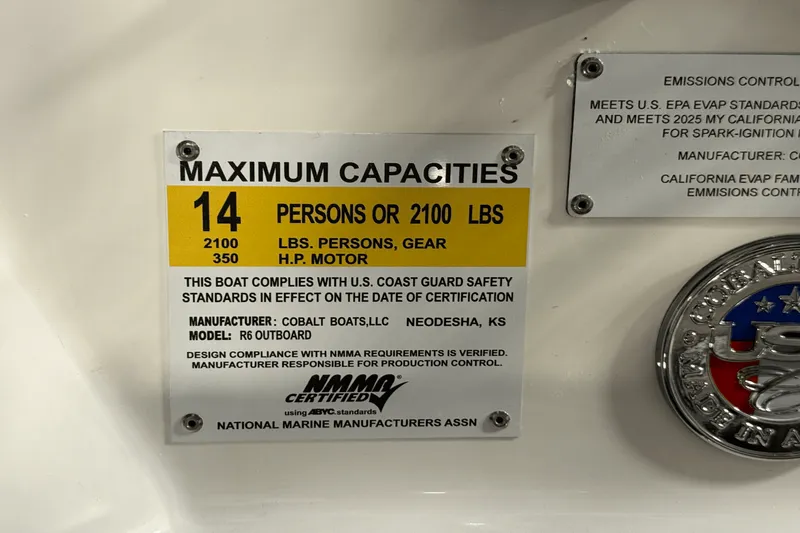 MAXIMUM CAPACITIES
14 PERSONS OR 2100 LBS
2100 LBS. PERSONS, GEAR
350 H.P. MOTOR
THIS BOAT COMPLIES WITH U.S. COAST GUARD SAFETY
STANDARDS IN EFFECT ON THE DATE OF CERTIFICATION
MANUFACTURER: COBALT BOATS,LLC NEODESHA, KS
MODEL: R6 OUTBOARD
DESIGN COMPLIANCE WITH NMMA REQUIREMENTS IS VERIFIED.
MANUFACTURER RESPONSIBLE FOR PRODUCTION CONTROL.
NMMA
CERTIFIED
using ABYC.standards
NATIONAL MARINE MANUFACTURERS ASSN
EMISSIONS CONTROL
MEETS U.S. EPA EVAP STANDARDS
AND MEETS 2025 MY CALIFORNIA
FOR SPARK-IGNITION
MANUFACTURER:
CALIFORNIA EVAP
EMMISIONS
COBAL
MADE IN